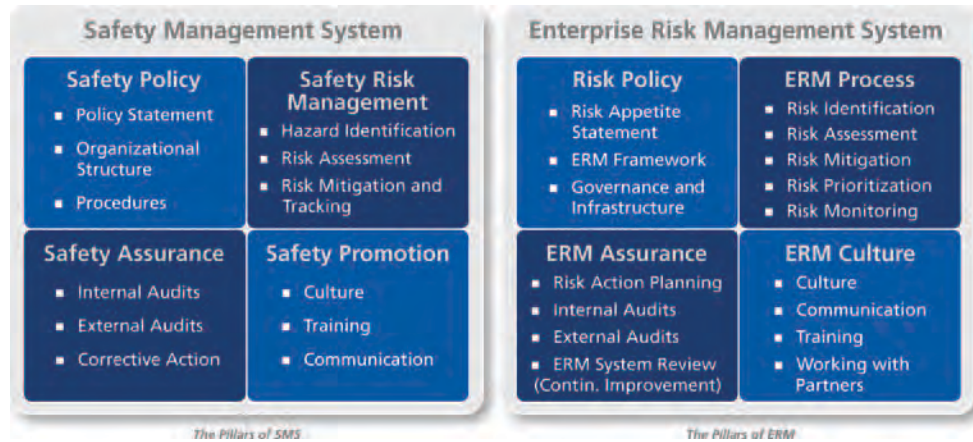 Safety Management System
Safety Policy
▪ Policy Statement
▪ Organizational
Structure
▪ Procedures
Safety Risk
Management
▪ Hazard Identification
▪ Risk Assessment
▪ Risk Mitigation and
Tracking
Safety Assurance
▪ Internal Audits
▪ External Audits
▪ Corrective Action
Safety Promotion
▪ Culture
▪ Training
▪ Communication
The Pillars of SMS
Enterprise Risk Management System
Risk Policy
▪ Risk Appetite
Statement
▪ ERM Framework
▪ Governance and
Infrastructure
ERM Process
▪ Risk Identification
▪ Risk Assessment
▪ Risk Mitigation
▪ Risk Prioritization
▪ Risk Monitoring
ERM Assurance
▪ Risk Action Planning
▪ Internal Audits
▪ External Audits
▪ ERM System Review
(Contin. Improvement)
ERM Culture
▪ Culture
▪ Communication
▪ Training
▪ Working with
Partners
The Pillars of ERM